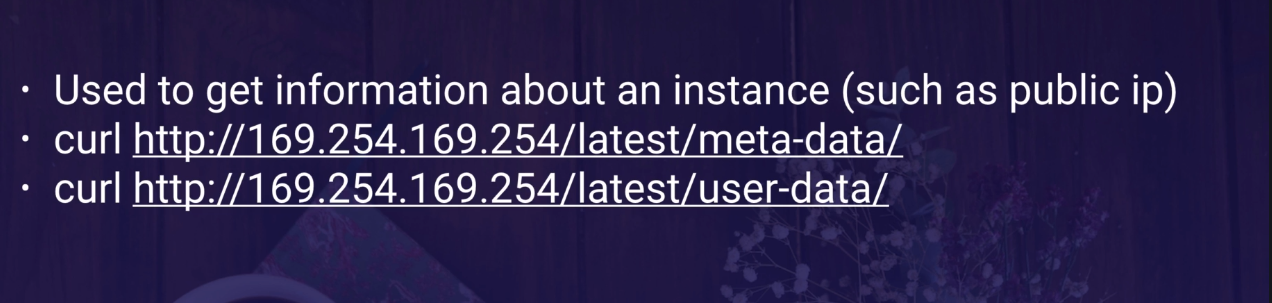 • Used to get information about an instance (such as public ip)
• curl http://169.254.169.254/latest/meta-data/
• curl http://169.254.169.254/latest/user-data/